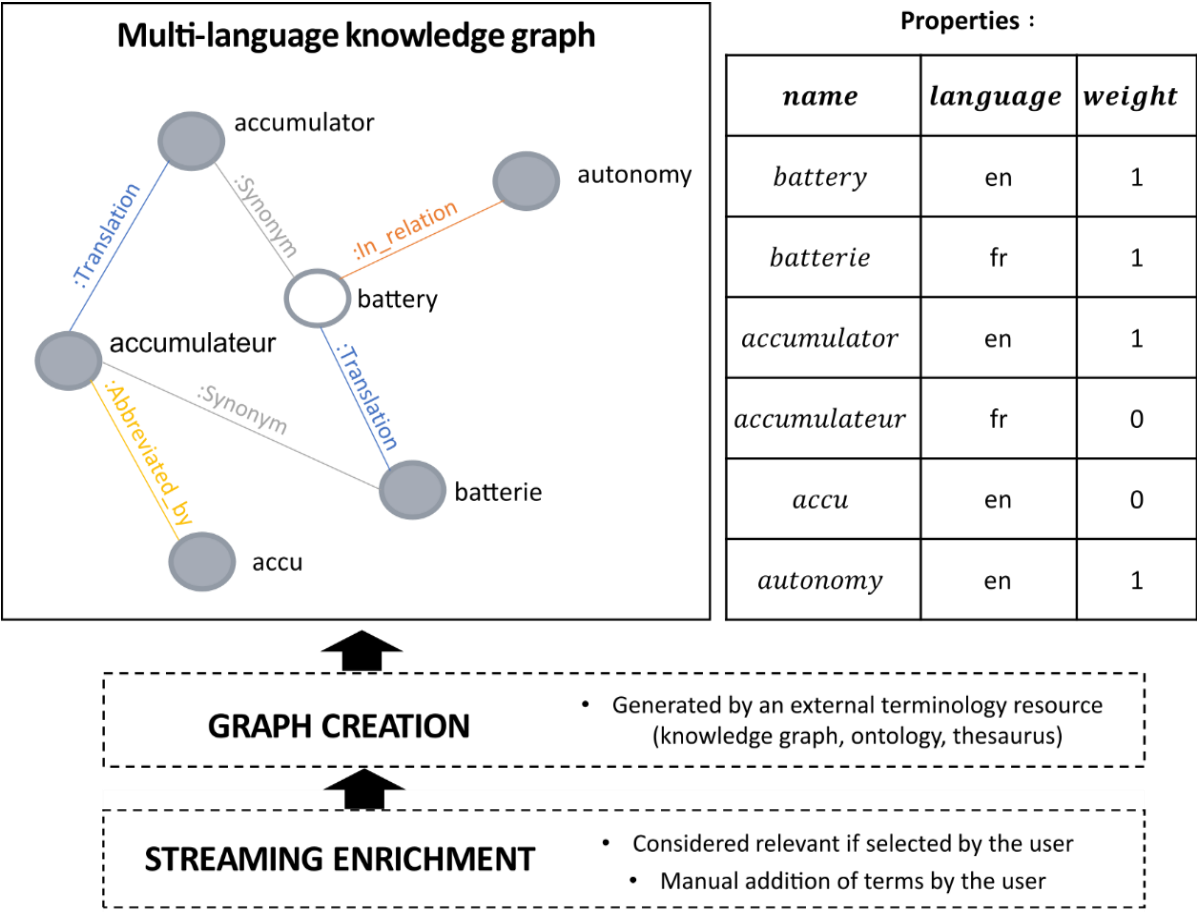 Multi-language knowledge graph
accumulator
autonomy
:Translation
:Synonym
:In_relation
battery
accumulateur
:Abbreviated_by
:Synonym
:Translation
batterie
accu
Properties :
name language weight
battery en 1
batterie fr 1
accumulator en 1
accumulateur fr 0
accu en 0
autonomy en 1
GRAPH CREATION
• Generated by an external terminology resource
(knowledge graph, ontology, thesaurus)
STREAMING ENRICHMENT
• Considered relevant if selected by the user
• Manual addition of terms by the user